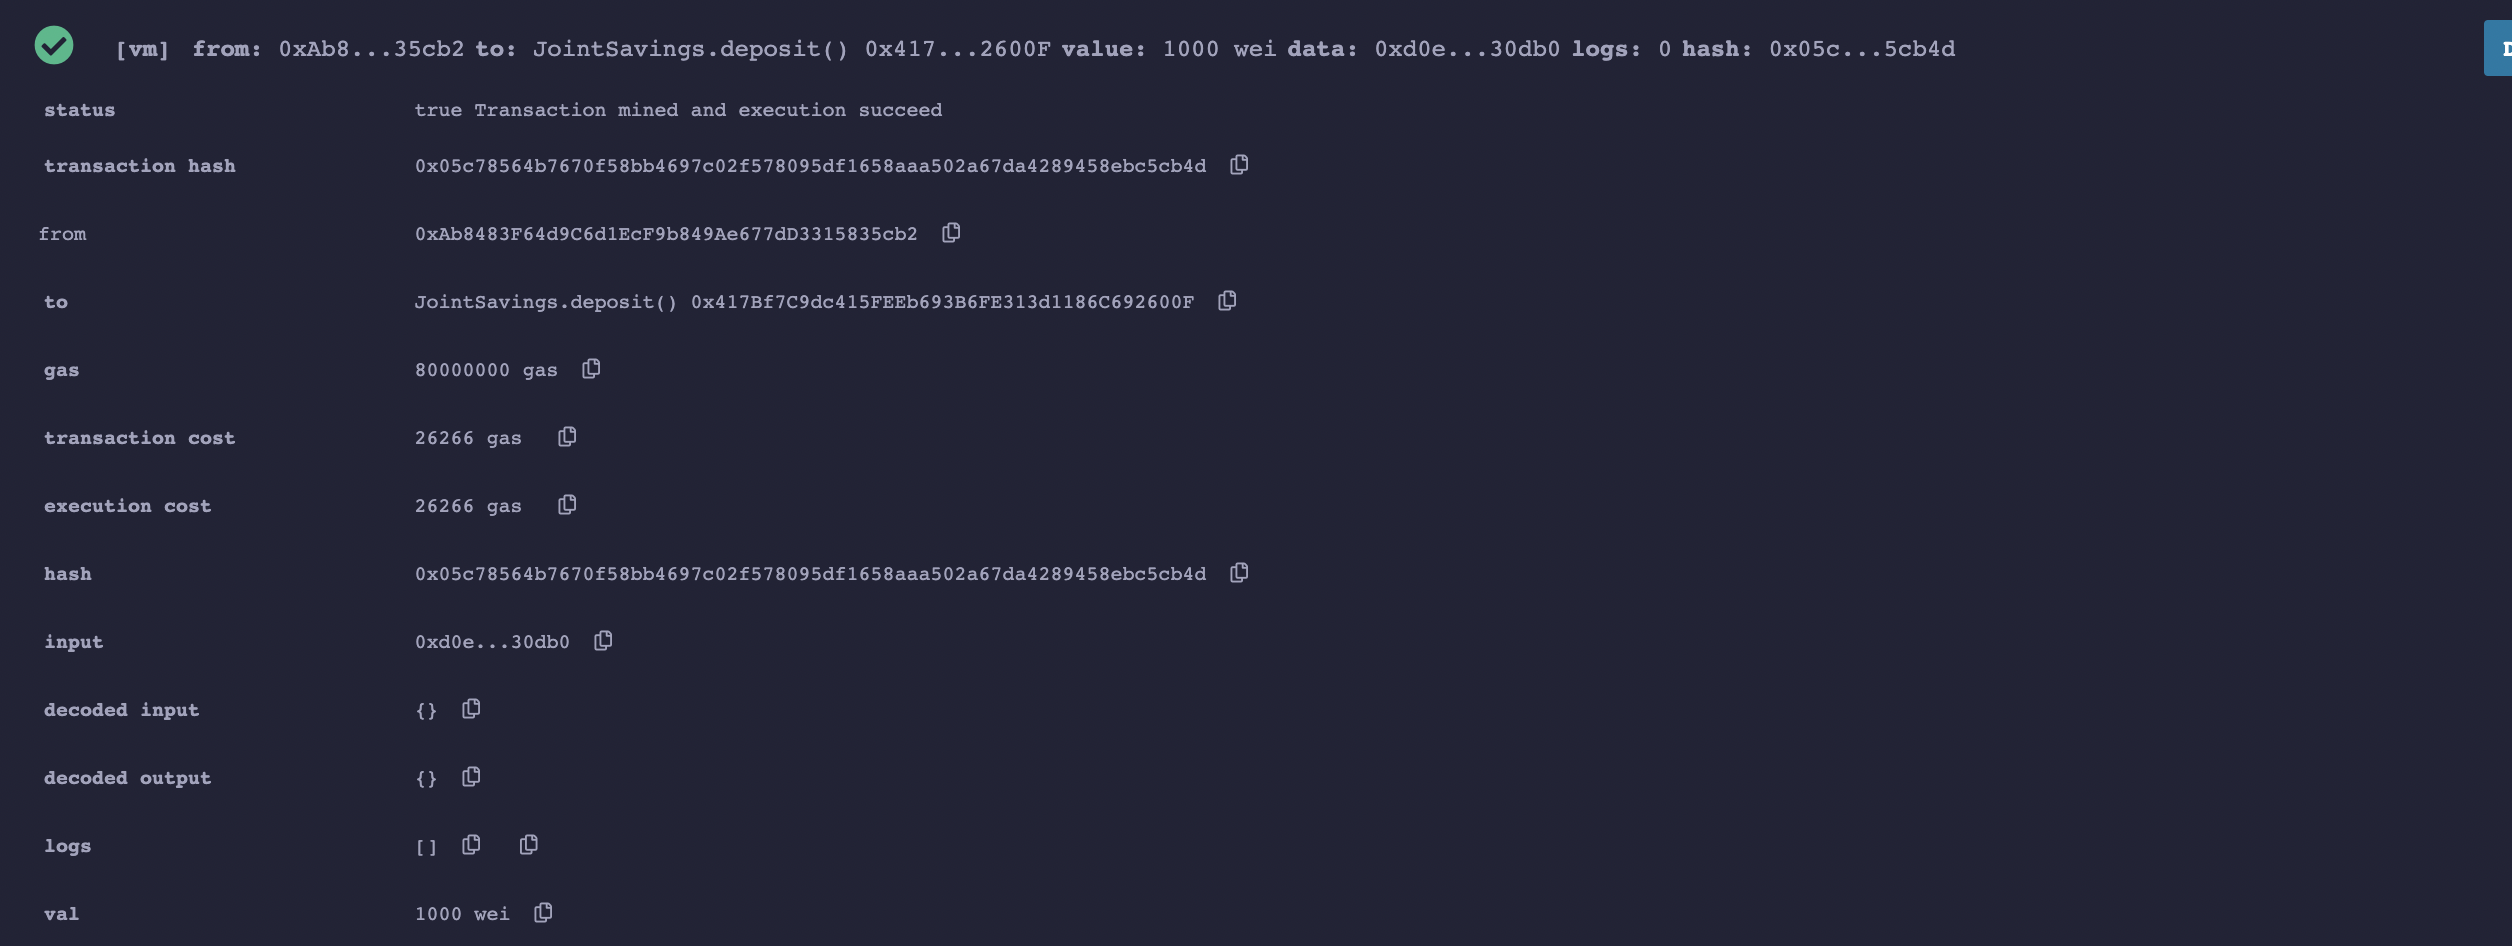 [vm] from: 0xAb8...35cb2 to: JointSavings.deposit() 0x417...2600F value: 1000 wei data: 0xd0e...30db0 logs: 0 hash: 0x05c...5cb4d
status true Transaction mined and execution succeed
transaction hash 0x05c78564b7670f58bb4697c02f578095df1658aaa502a67da4289458ebc5cb4d
from 0xAb8483F64d9C6d1EcF9b849Ae677dD3315835cb2
to JointSavings.deposit() 0x417Bf7C9dc415FEEb693B6FE313d1186C692600F
gas 80000000 gas
transaction cost 26266 gas
execution cost 26266 gas
hash 0x05c78564b7670f58bb4697c02f578095df1658aaa502a67da4289458ebc5cb4d
input 0xd0e...30db0
decoded input {}
decoded output {}
logs []
val 1000 wei